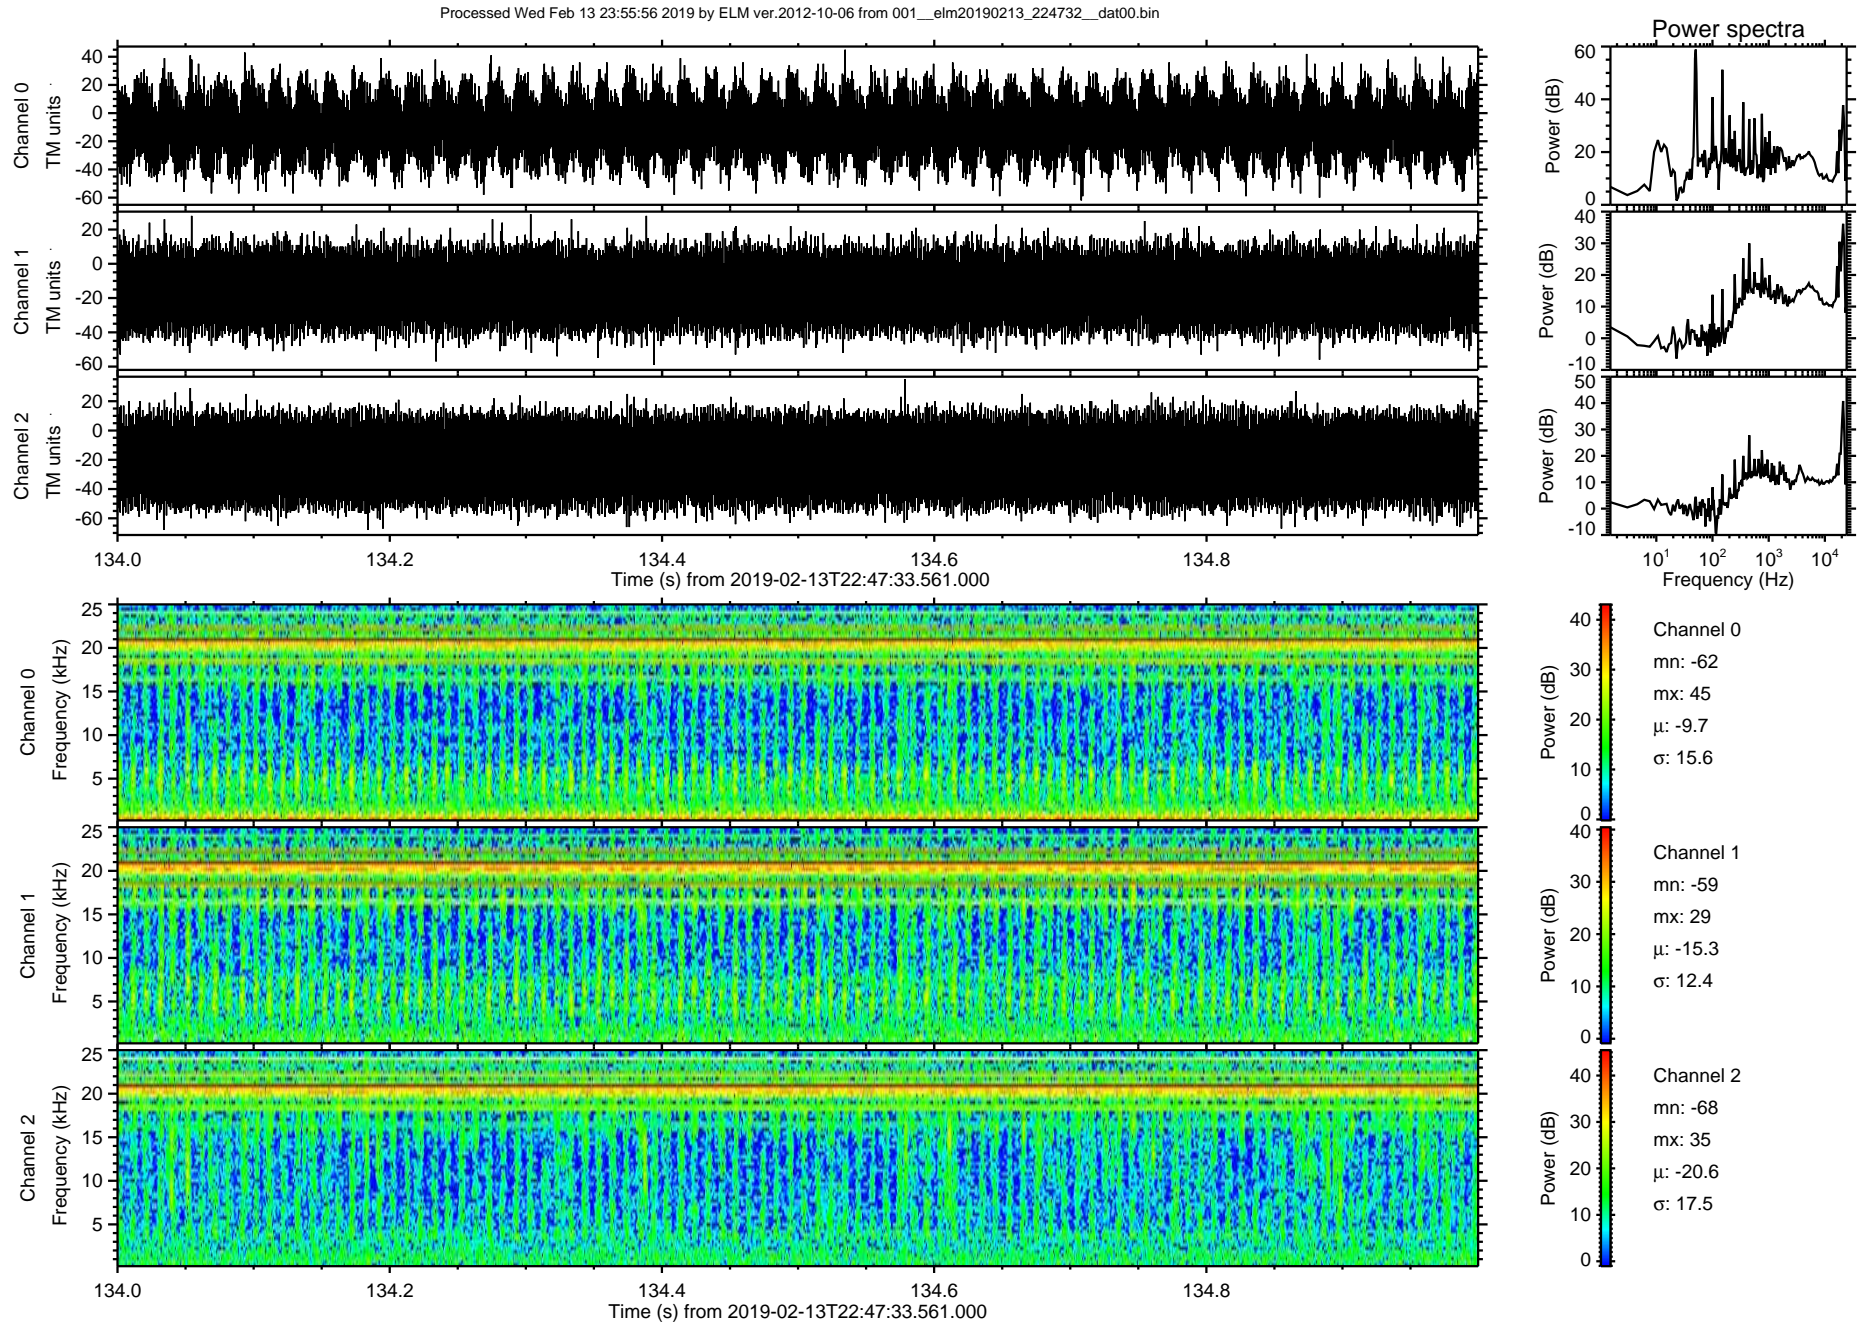 Processed Wed Feb 13 23:55:56 2019 by ELM ver.2012-10-06 from 001__elm20190213_224732__dat00.bin
Power spectra
Channel 0
TM units
40
20
0
-20
-40
-60
Power (dB)
60
40
20
0
Channel 1
TM units
20
0
-20
-40
-60
Power (dB)
40
30
20
10
0
-10
Channel 2
TM units
20
0
-20
-40
-60
Power (dB)
50
40
30
20
10
0
-10
134.0 134.2 134.4 134.6 134.8
Time (s) from 2019-02-13T22:47:33.561.000
10¹ 10² 10³ 10⁴
Frequency (Hz)
Channel 0
Frequency (kHz)
25
20
15
10
5
Power (dB)
40
30
20
10
0
Channel 0
mn: -62
mx: 45
μ: -9.7
σ: 15.6
Channel 1
Frequency (kHz)
25
20
15
10
5
Power (dB)
40
30
20
10
0
Channel 1
mn: -59
mx: 29
μ: -15.3
σ: 12.4
Channel 2
Frequency (kHz)
25
20
15
10
5
Power (dB)
40
30
20
10
0
Channel 2
mn: -68
mx: 35
μ: -20.6
σ: 17.5
134.0 134.2 134.4 134.6 134.8
Time (s) from 2019-02-13T22:47:33.561.000